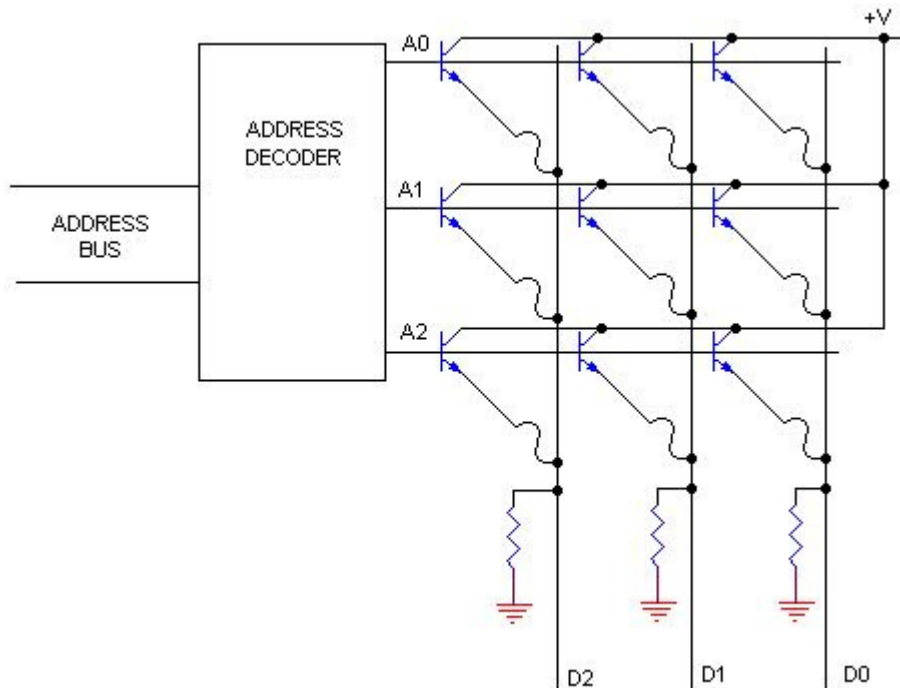 +V
A0
ADDRESS
DECODER
A1
ADDRESS
BUS
A2
D2
D1
D0